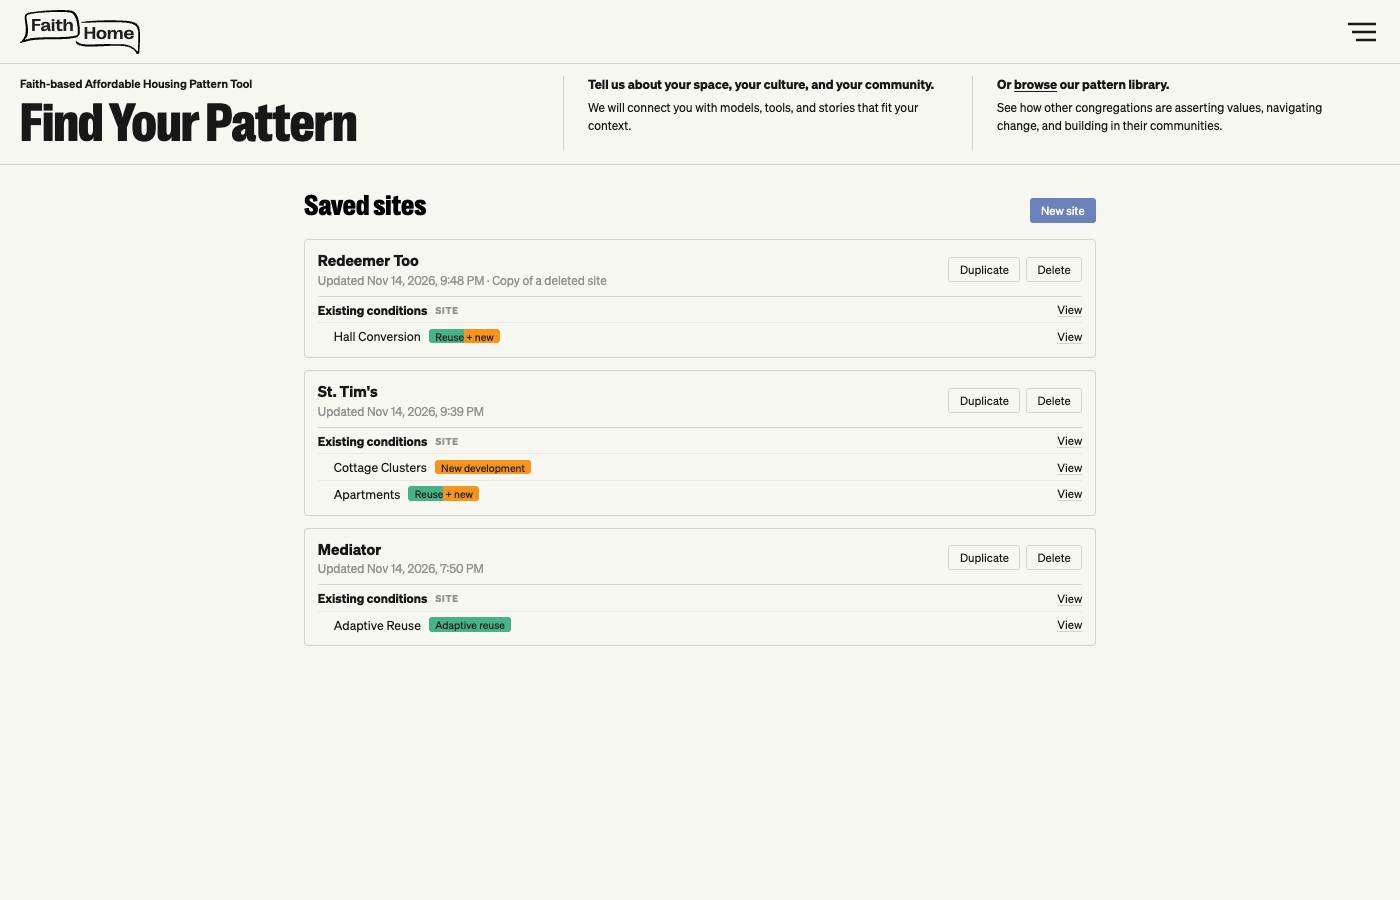 Faith Home
Faith-based Affordable Housing Pattern Tool
Find Your Pattern
Tell us about your space, your culture, and your community.
We will connect you with models, tools, and stories that fit your
context.
Or browse our pattern library.
See how other congregations are asserting values, navigating
change, and building in their communities.
Saved sites
New site
Redeemer Too
Updated Nov 14, 2026, 9:48 PM · Copy of a deleted site
Duplicate
Delete
Existing conditions SITE View
Hall Conversion Reuse + new View
St. Tim's
Updated Nov 14, 2026, 9:39 PM
Duplicate
Delete
Existing conditions SITE View
Cottage Clusters New development View
Apartments Reuse + new View
Mediator
Updated Nov 14, 2026, 7:50 PM
Duplicate
Delete
Existing conditions SITE View
Adaptive Reuse Adaptive reuse View